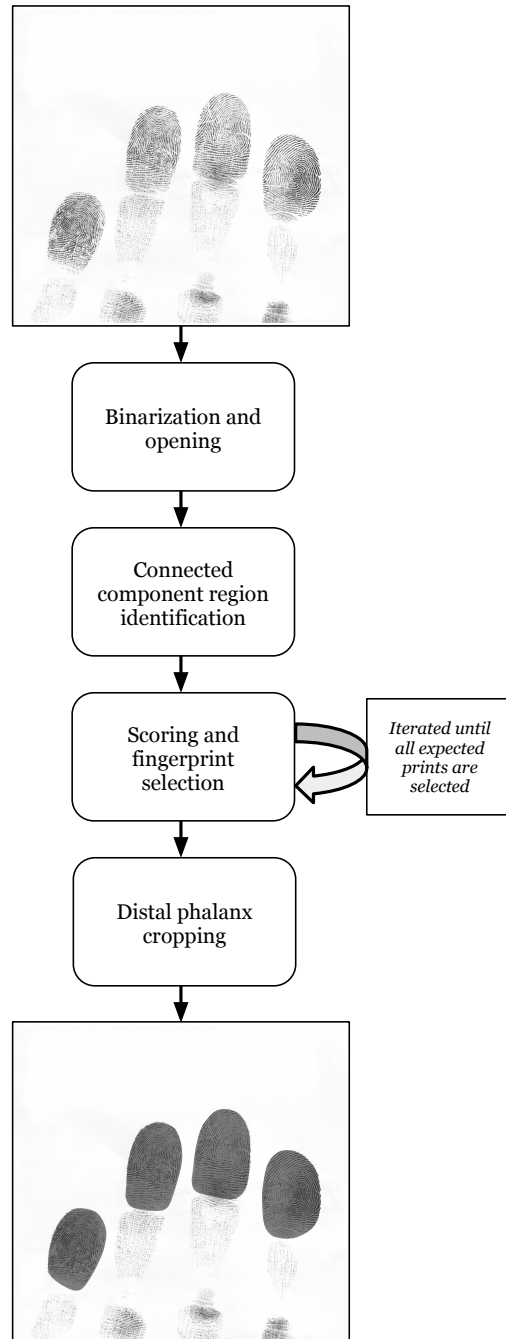 Binarization and
opening
Connected
component region
identification
Scoring and
fingerprint
selection
Iterated until
all expected
prints are
selected
Distal phalanx
cropping